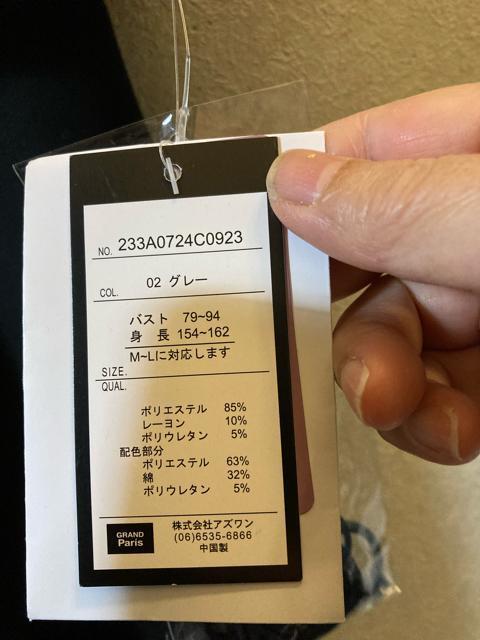 NO. 233A0724C0923
COL. 02 グレー
バスト 79~94
身 長 154~162
M~Lに対応します
SIZE.
QUAL.
ポリエステル 85%
レーヨン 10%
ポリウレタン 5%
配色部分
ポリエステル 63%
綿 32%
ポリウレタン 5%
GRAND
Paris
株式会社アズワン
(06)6535-6866
中国製